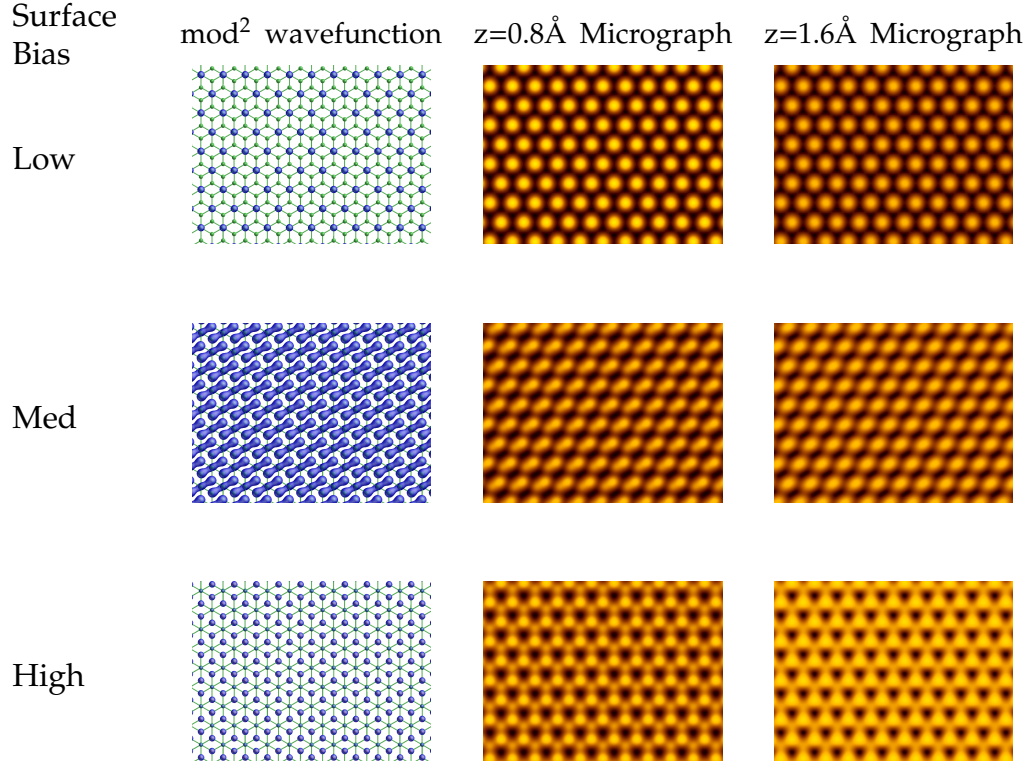 Surface
Bias
mod² wavefunction
z=0.8Å Micrograph
z=1.6Å Micrograph
Low
Med
High